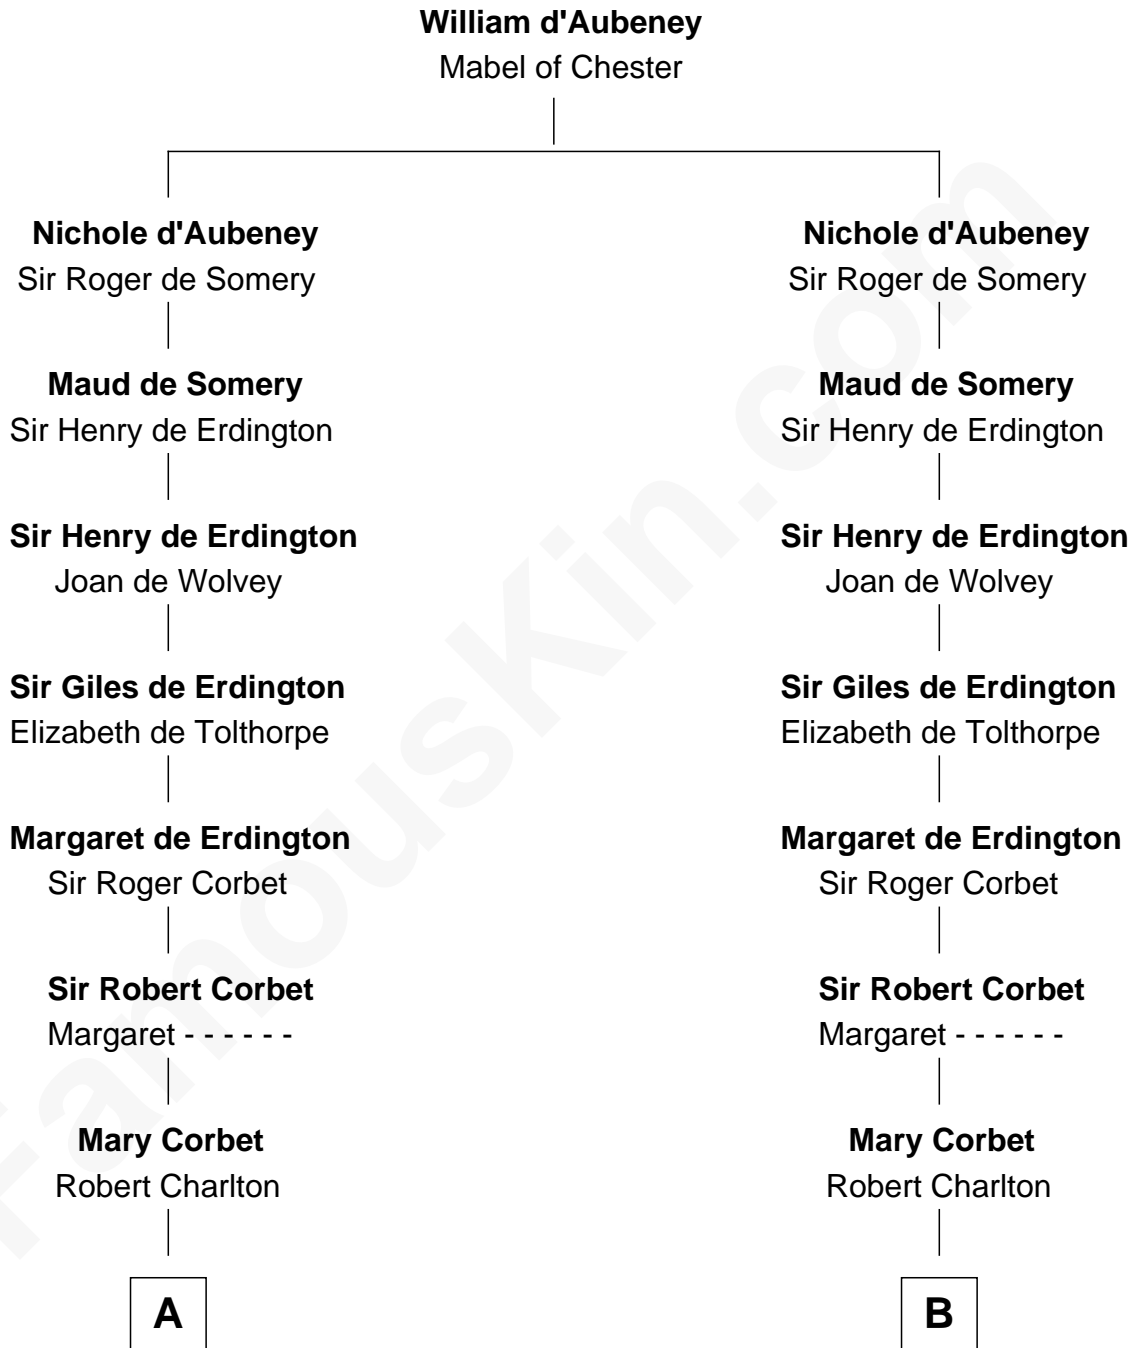 William d'Aubeney
Mabel of Chester
Nichole d'Aubeney
Sir Roger de Somery
Maud de Somery
Sir Henry de Erdington
Sir Henry de Erdington
Joan de Wolvey
Sir Giles de Erdington
Elizabeth de Tolthorpe
Margaret de Erdington
Sir Roger Corbet
Sir Robert Corbet
Margaret - - - - - -
Mary Corbet
Robert Charlton
A
Nichole d'Aubeney
Sir Roger de Somery
Maud de Somery
Sir Henry de Erdington
Sir Henry de Erdington
Joan de Wolvey
Sir Giles de Erdington
Elizabeth de Tolthorpe
Margaret de Erdington
Sir Roger Corbet
Sir Robert Corbet
Margaret - - - - - -
Mary Corbet
Robert Charlton
B
FamousKin.com